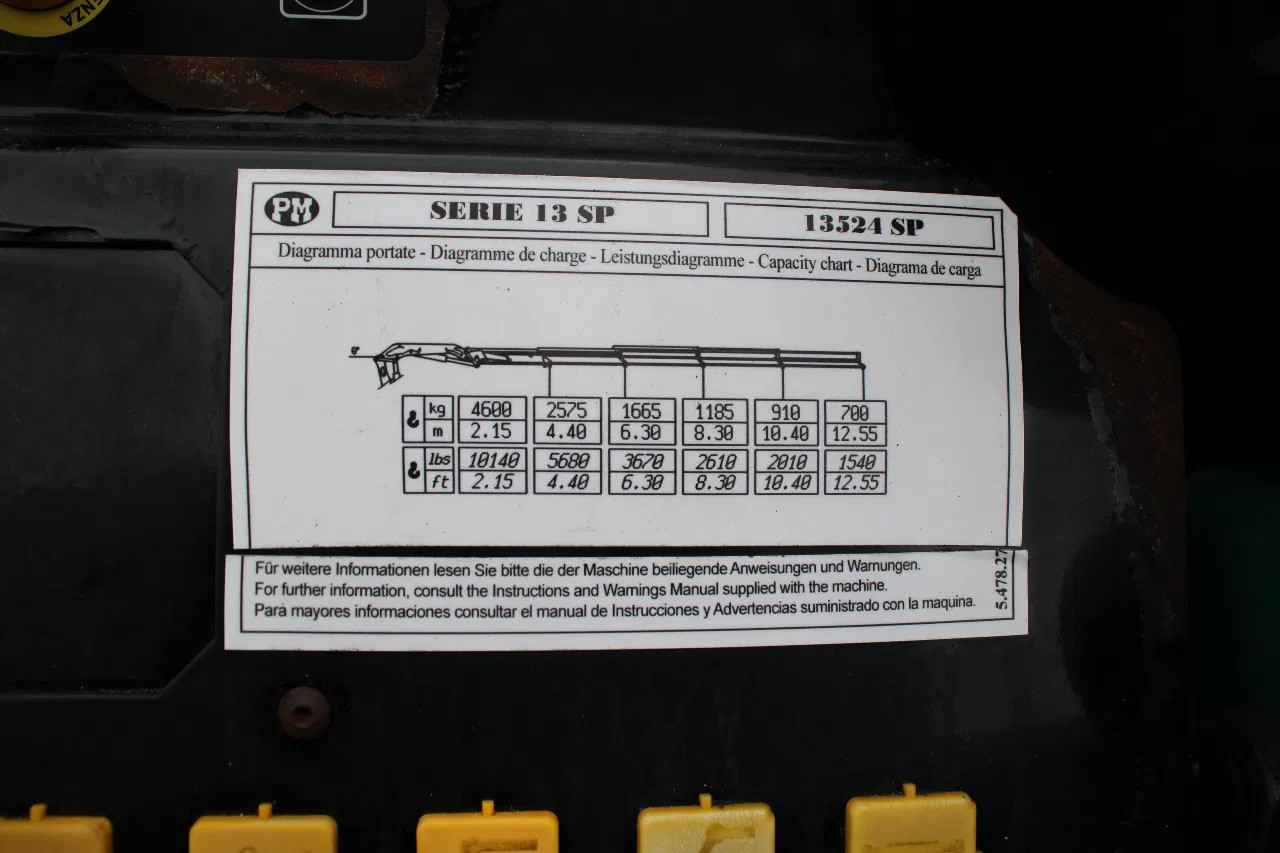 ENZA
PM SERIE 13 SP 13524 SP
Diagramma portate - Diagramme de charge - Leistungsdiagramme - Capacity chart - Diagrama de carga
kg 4600 2575 1665 1185 910 700
m 2.15 4.40 6.30 8.30 10.40 12.55
lbs 10140 5680 3670 2610 2010 1540
ft 2.15 4.40 6.30 8.30 10.40 12.55
Für weitere Informationen lesen Sie bitte die der Maschine beiliegende Anweisungen und Warnungen.
For further information, consult the Instructions and Warnings Manual supplied with the machine.
Para mayores informaciones consultar el manual de Instrucciones y Advertencias suministrado con la maquina.
5.478.27